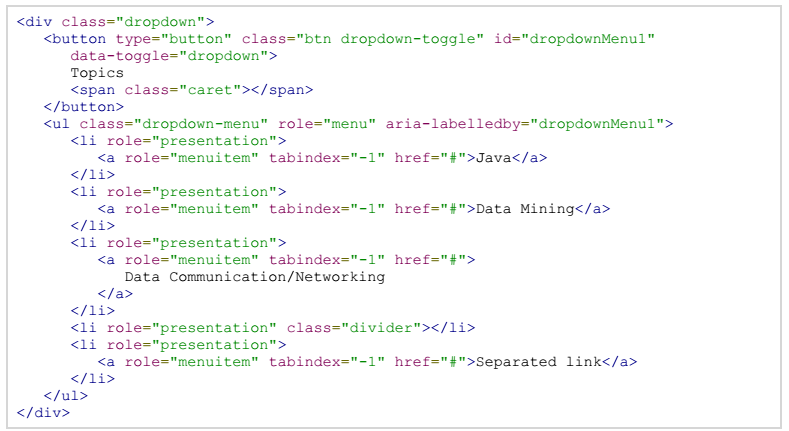 <div class="dropdown">
   <button type="button" class="btn dropdown-toggle" id="dropdownMenu1"
      data-toggle="dropdown">
      Topics
      <span class="caret"></span>
   </button>
   <ul class="dropdown-menu" role="menu" aria-labelledby="dropdownMenu1">
      <li role="presentation">
         <a role="menuitem" tabindex="-1" href="#">Java</a>
      </li>
      <li role="presentation">
         <a role="menuitem" tabindex="-1" href="#">Data Mining</a>
      </li>
      <li role="presentation">
         <a role="menuitem" tabindex="-1" href="#">
            Data Communication/Networking
         </a>
      </li>
      <li role="presentation" class="divider"></li>
      <li role="presentation">
         <a role="menuitem" tabindex="-1" href="#">Separated link</a>
      </li>
   </ul>
</div>